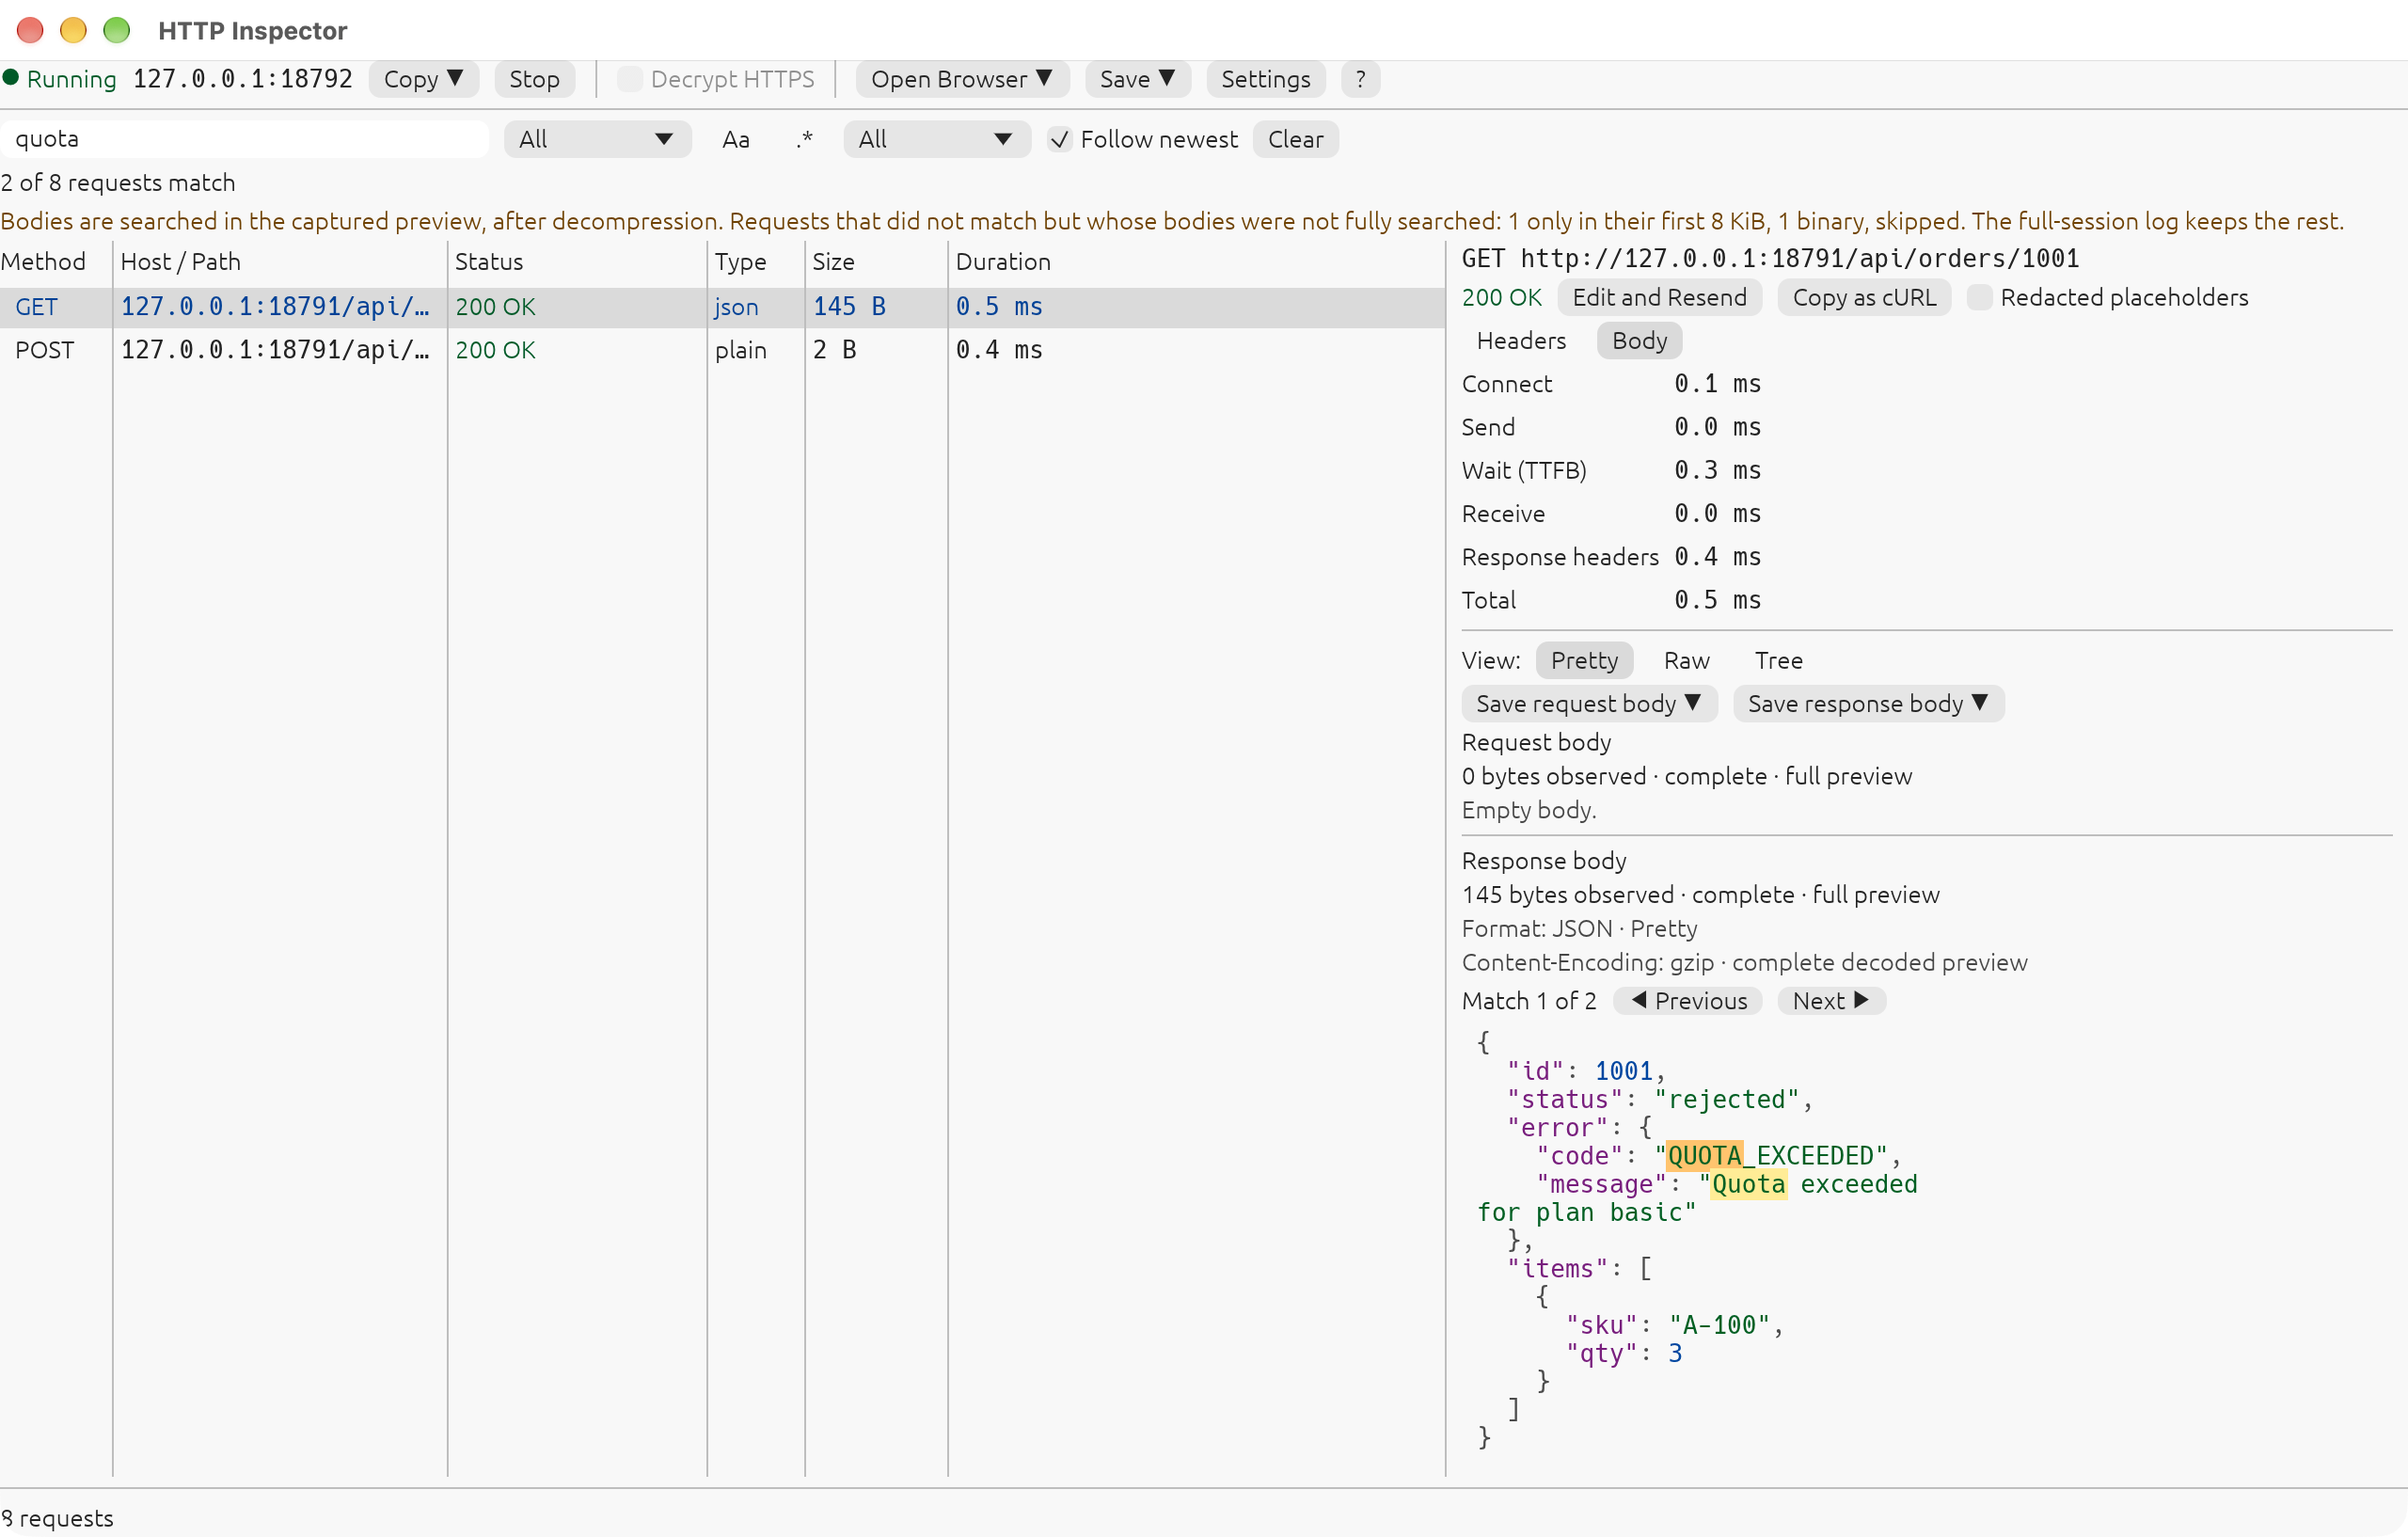 HTTP Inspector
Running 127.0.0.1:18792 Copy ▼ Stop Decrypt HTTPS Open Browser ▼ Save ▼ Settings ?
quota All ▼ Aa .* All ▼ Follow newest Clear
2 of 8 requests match
Bodies are searched in the captured preview, after decompression. Requests that did not match but whose bodies were not fully searched: 1 only in their first 8 KiB, 1 binary, skipped. The full-session log keeps the rest.
Method Host / Path Status Type Size Duration
GET 127.0.0.1:18791/api/… 200 OK json 145 B 0.5 ms
POST 127.0.0.1:18791/api/… 200 OK plain 2 B 0.4 ms
GET http://127.0.0.1:18791/api/orders/1001
200 OK Edit and Resend Copy as cURL Redacted placeholders
Headers Body
Connect 0.1 ms
Send 0.0 ms
Wait (TTFB) 0.3 ms
Receive 0.0 ms
Response headers 0.4 ms
Total 0.5 ms
View: Pretty Raw Tree
Save request body ▼ Save response body ▼
Request body
0 bytes observed · complete · full preview
Empty body.
Response body
145 bytes observed · complete · full preview
Format: JSON · Pretty
Content-Encoding: gzip · complete decoded preview
Match 1 of 2 ◀ Previous Next ▶
{
"id": 1001,
"status": "rejected",
"error": {
"code": "QUOTA_EXCEEDED",
"message": "Quota exceeded
for plan basic"
},
"items": [
{
"sku": "A-100",
"qty": 3
}
]
}
8 requests